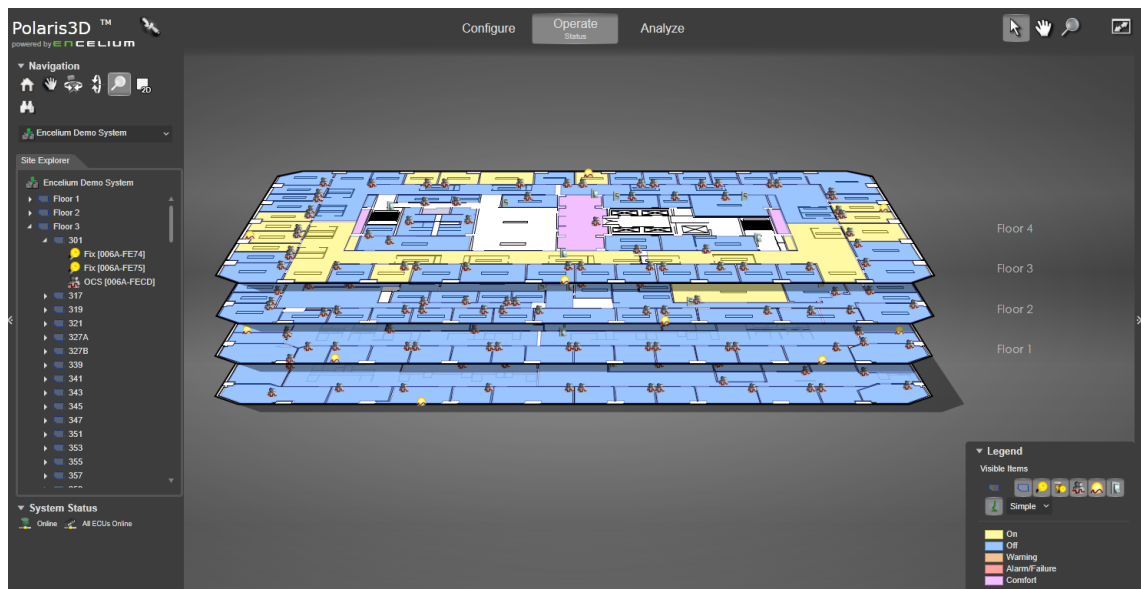 Polaris3D ™
powered by ENCELIUM
Configure
Operate
Status
Analyze
Navigation
2D
Encelium Demo System
Site Explorer
Encelium Demo System
Floor 1
Floor 2
Floor 3
301
Fix [006A-FE74]
Fix [006A-FE75]
OCS [006A-FECD]
317
319
321
327A
327B
339
341
343
345
347
351
353
355
357
System Status
Online
All ECUs Online
Floor 4
Floor 3
Floor 2
Floor 1
Legend
Visible Items
Simple
On
Off
Warning
Alarm/Failure
Comfort